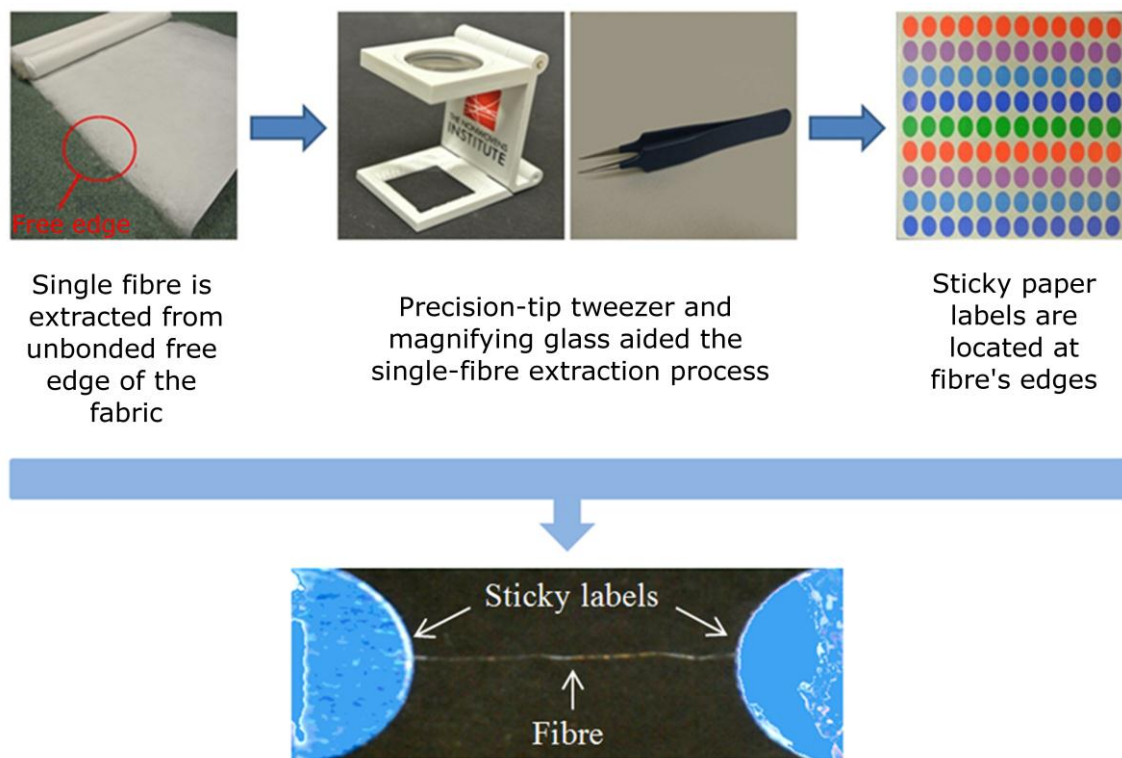 Free edge
THE NONWOVENS
INSTITUTE
Single fibre is
extracted from
unbonded free
edge of the
fabric
Precision-tip tweezer and
magnifying glass aided the
single-fibre extraction process
Sticky paper
labels are
located at
fibre's edges
Sticky labels
Fibre